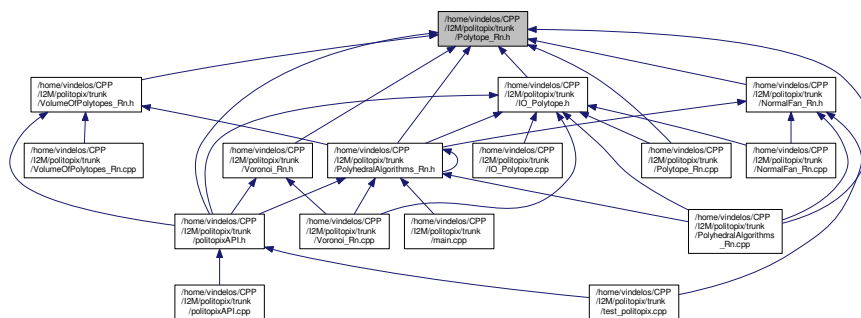 /home/vindelos/CPP
/I2M/politopix/trunk
/Polytope_Rn.h
/home/vindelos/CPP
/I2M/politopix/trunk
/VolumeOfPolytopes_Rn.h
/home/vindelos/CPP
/I2M/politopix/trunk
/IO_Polytope.h
/home/vindelos/CPP
/I2M/politopix/trunk
/NormalFan_Rn.h
/home/vindelos/CPP
/I2M/politopix/trunk
/VolumeOfPolytopes_Rn.cpp
/home/vindelos/CPP
/I2M/politopix/trunk
/Voronoi_Rn.h
/home/vindelos/CPP
/I2M/politopix/trunk
/PolyhedralAlgorithms_Rn.h
/home/vindelos/CPP
/I2M/politopix/trunk
/IO_Polytope.cpp
/home/vindelos/CPP
/I2M/politopix/trunk
/Polytope_Rn.cpp
/home/vindelos/CPP
/I2M/politopix/trunk
/NormalFan_Rn.cpp
/home/vindelos/CPP
/I2M/politopix/trunk
/politopixAPI.h
/home/vindelos/CPP
/I2M/politopix/trunk
/Voronoi_Rn.cpp
/home/vindelos/CPP
/I2M/politopix/trunk
/main.cpp
/home/vindelos/CPP
/I2M/politopix/trunk
/PolyhedralAlgorithms
_Rn.cpp
/home/vindelos/CPP
/I2M/politopix/trunk
/politopixAPI.cpp
/home/vindelos/CPP
/I2M/politopix/trunk
/test_politopix.cpp